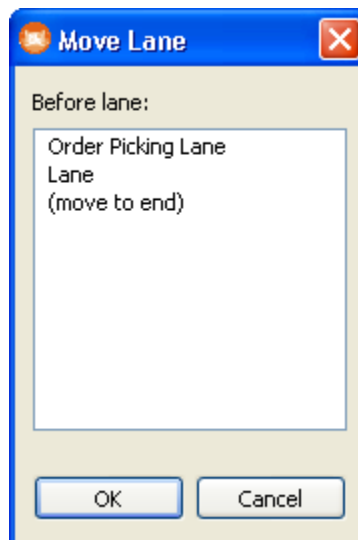 Move Lane
Before lane:
Order Picking Lane
Lane
(move to end)
OK
Cancel